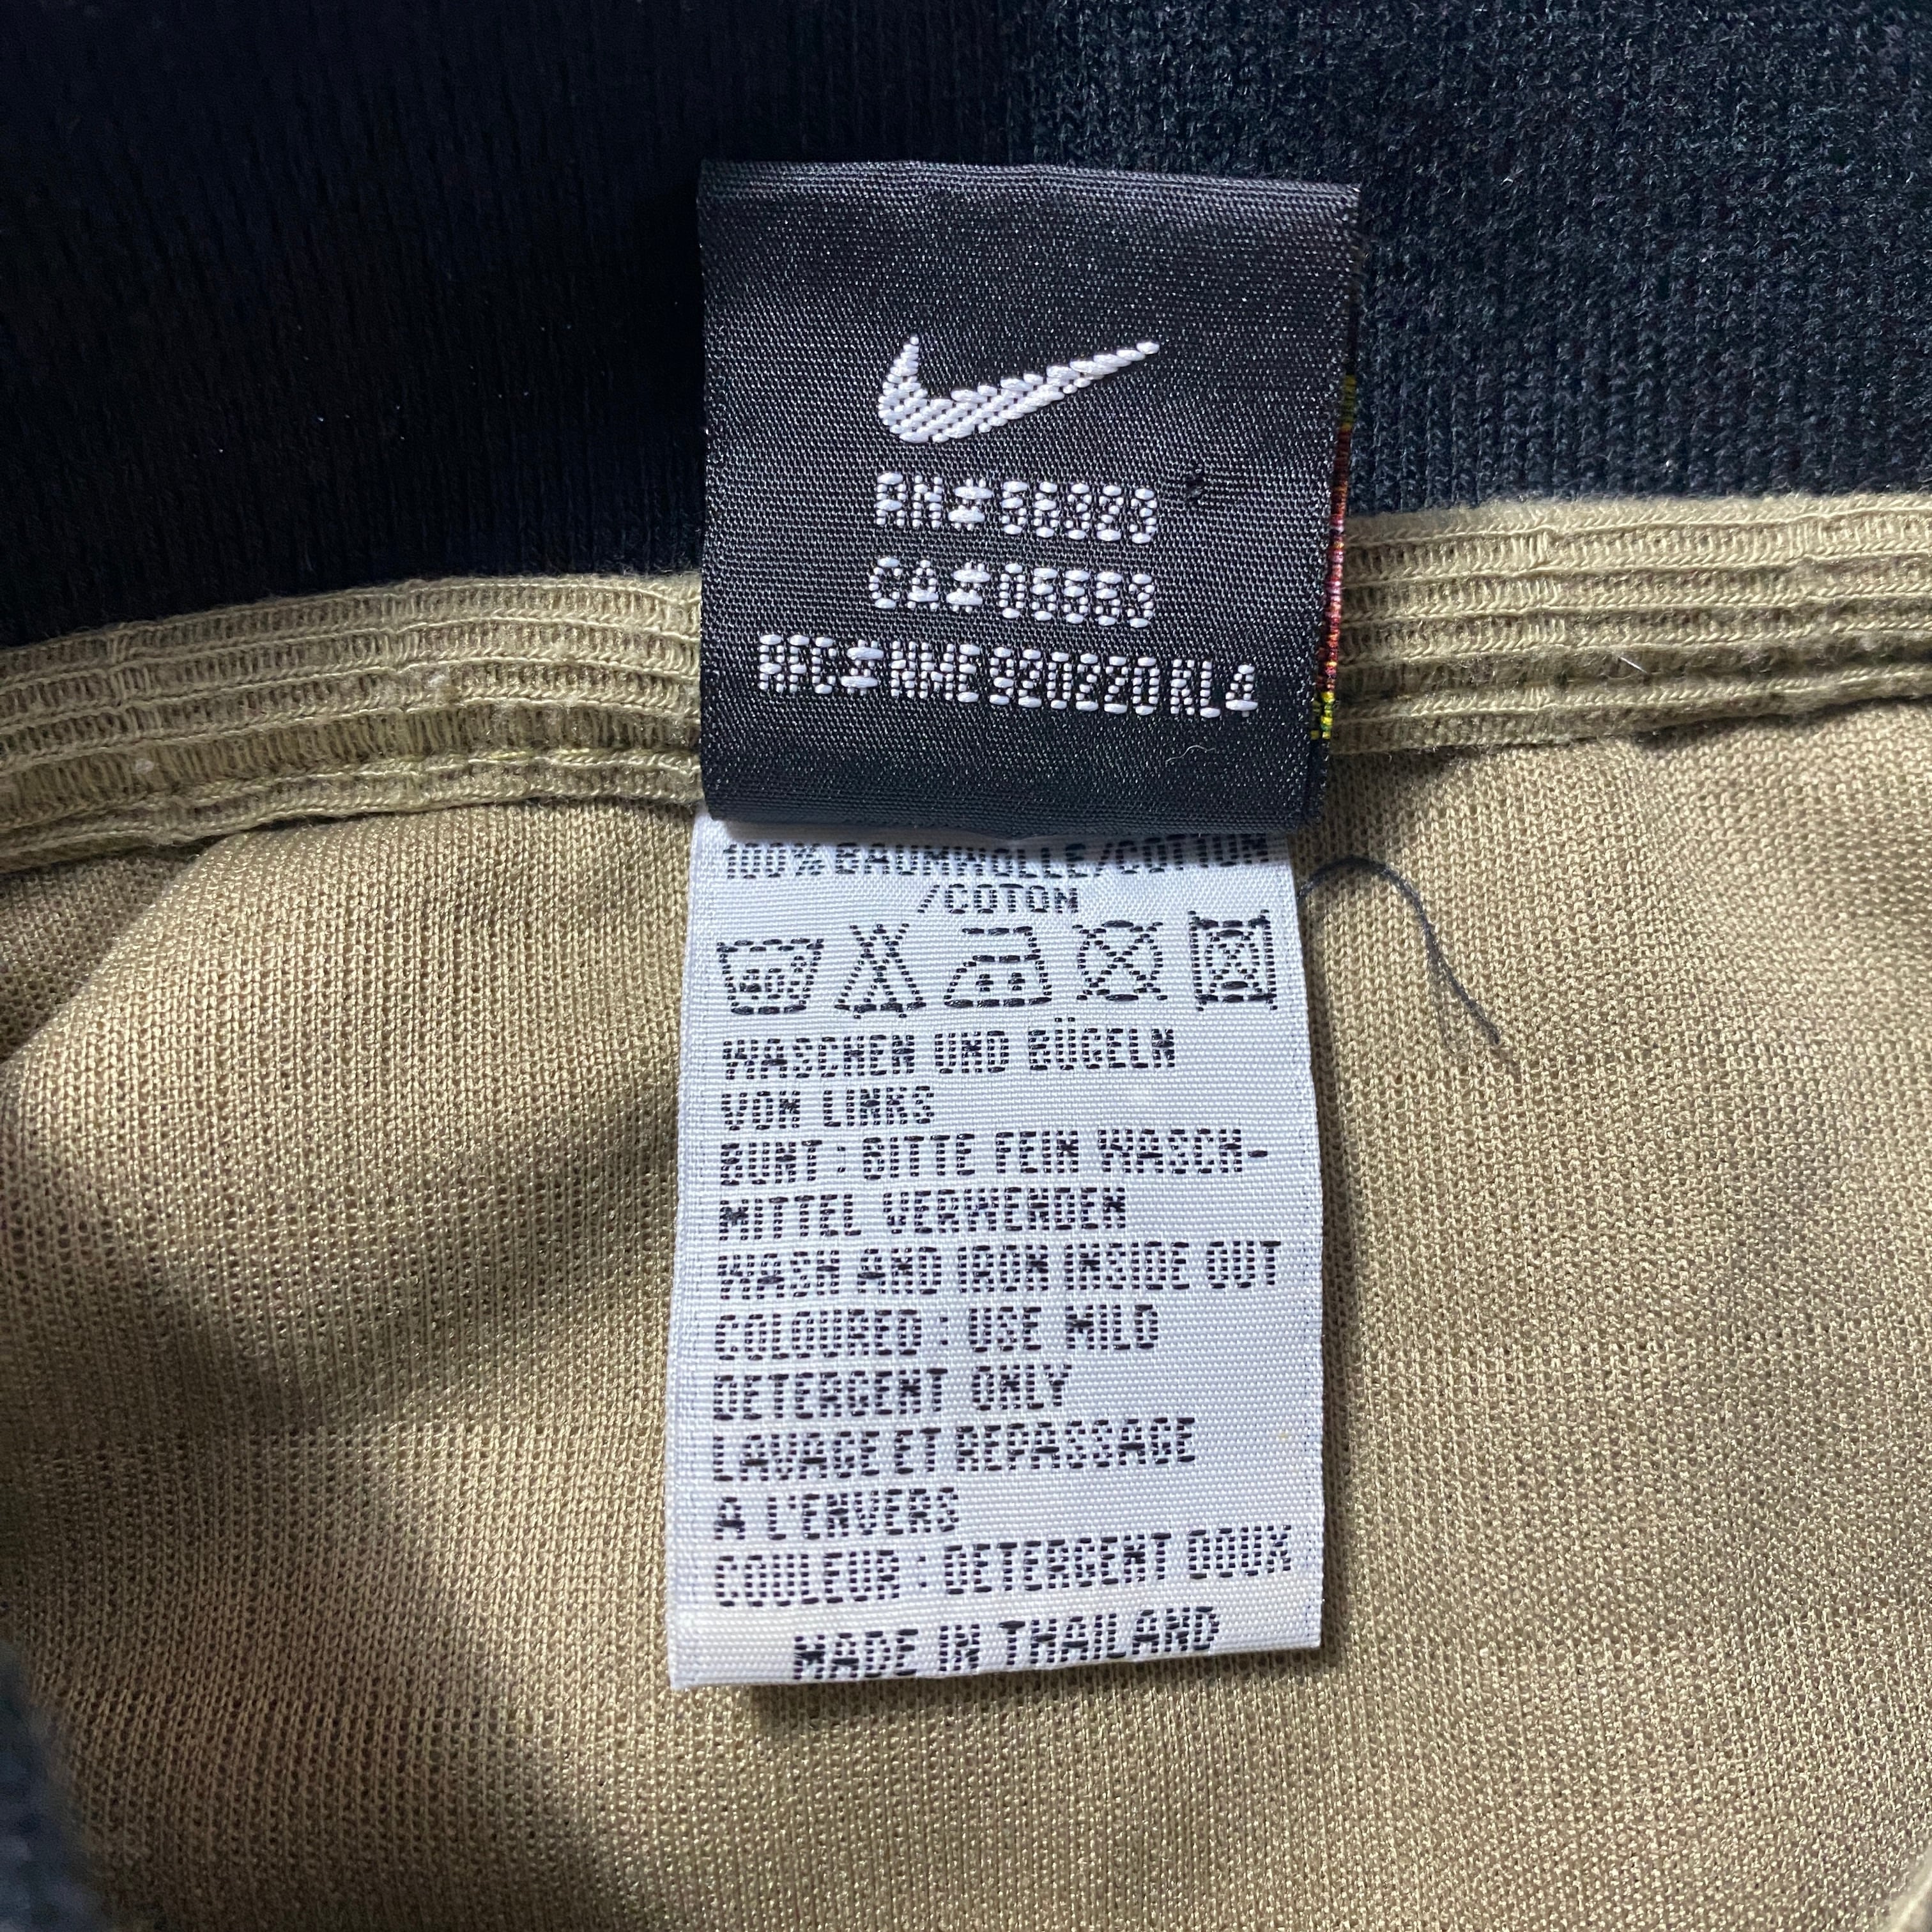 RN#56323
CA#05553
RFC#NME920220KL4
100%BAUMWOLLE/COTTON
/COTON
40°
WASCHEN UND BÜGELN
VON LINKS
BUNT:BITTE FEIN WASCH-
MITTEL VERWENDEN
WASH AND IRON INSIDE OUT
COLOURED: USE MILD
DETERGENT ONLY
LAVAGE ET REPASSAGE
A L'ENVERS
COULEUR: DETERGENT DOUX
MADE IN THAILAND